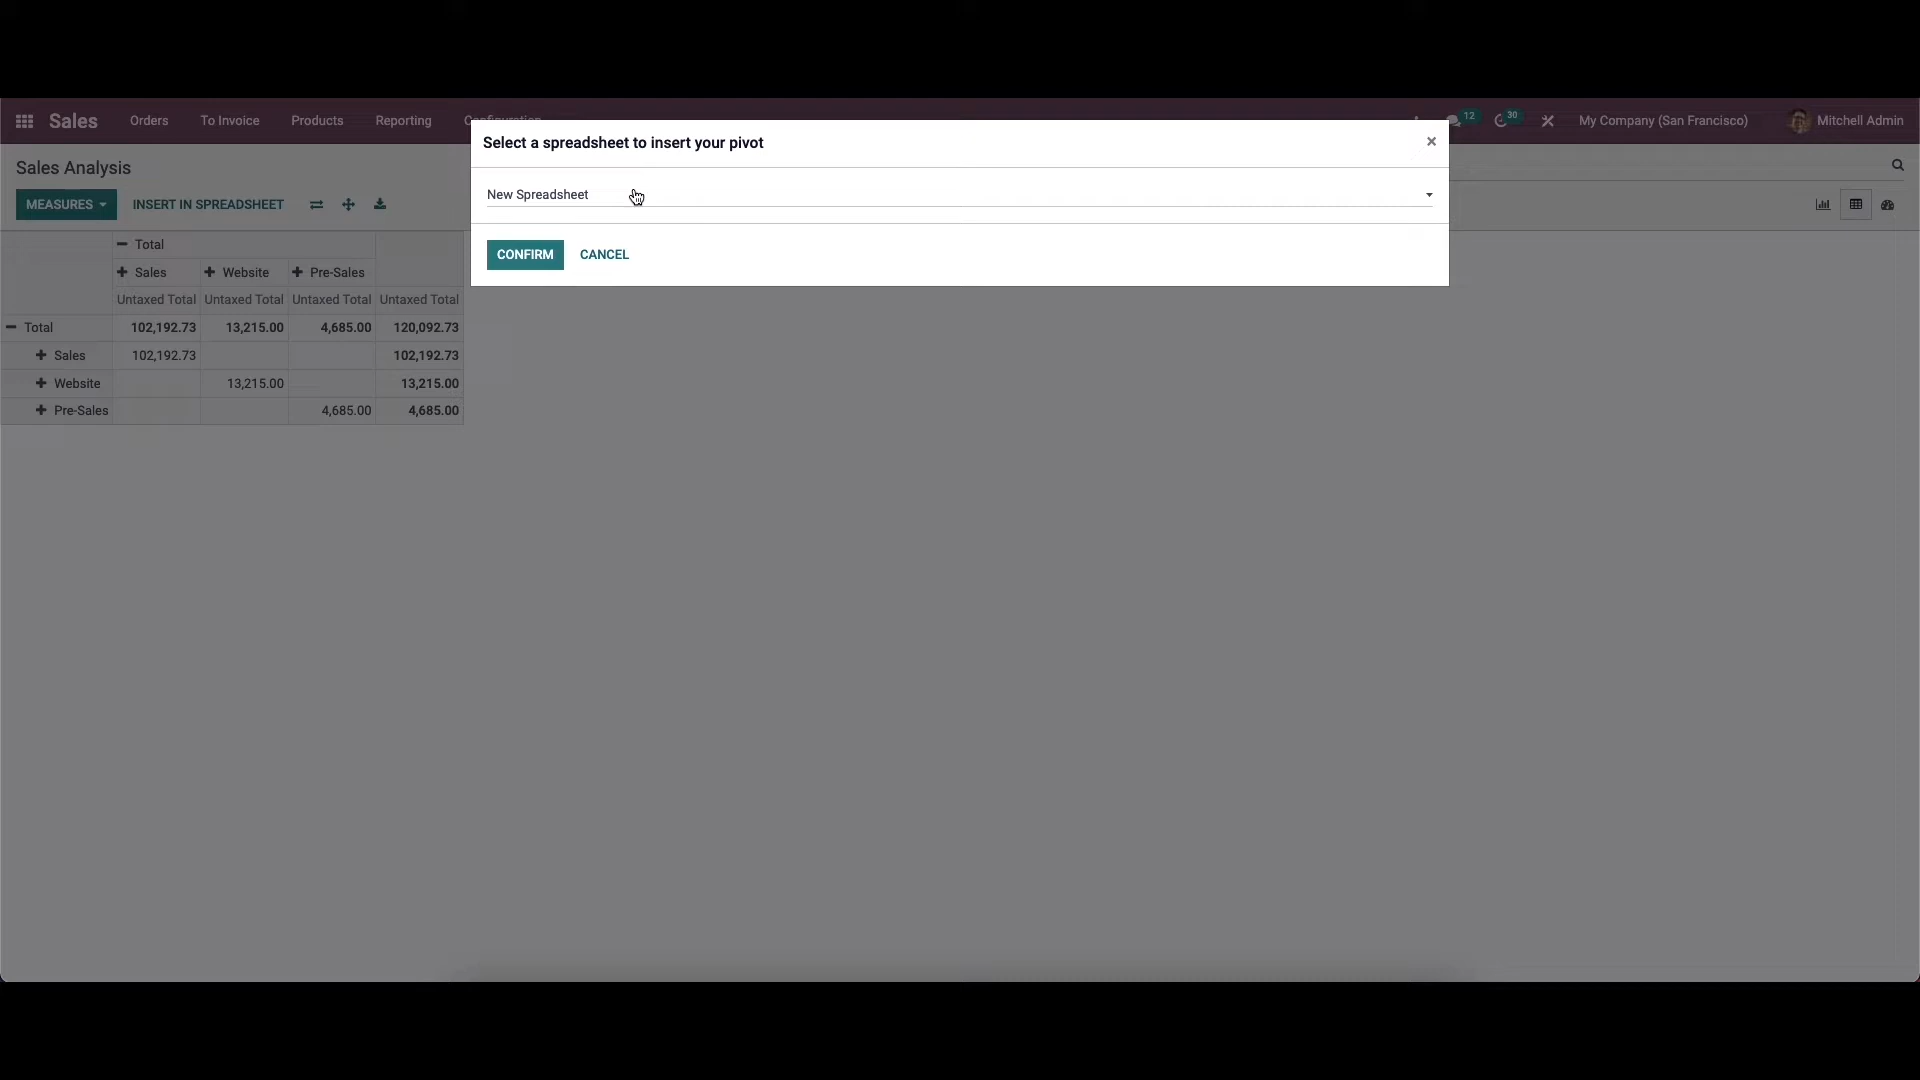 Sales Orders To Invoice Products Reporting Configuration 12 30 My Company (San Francisco) Mitchell Admin
Select a spreadsheet to insert your pivot ×
Sales Analysis
New Spreadsheet
MEASURES INSERT IN SPREADSHEET
CONFIRM CANCEL
Total
Sales Website Pre-Sales
Untaxed Total Untaxed Total Untaxed Total Untaxed Total
Total 102,192.73 13,215.00 4,685.00 120,092.73
Sales 102,192.73 102,192.73
Website 13,215.00 13,215.00
Pre-Sales 4,685.00 4,685.00